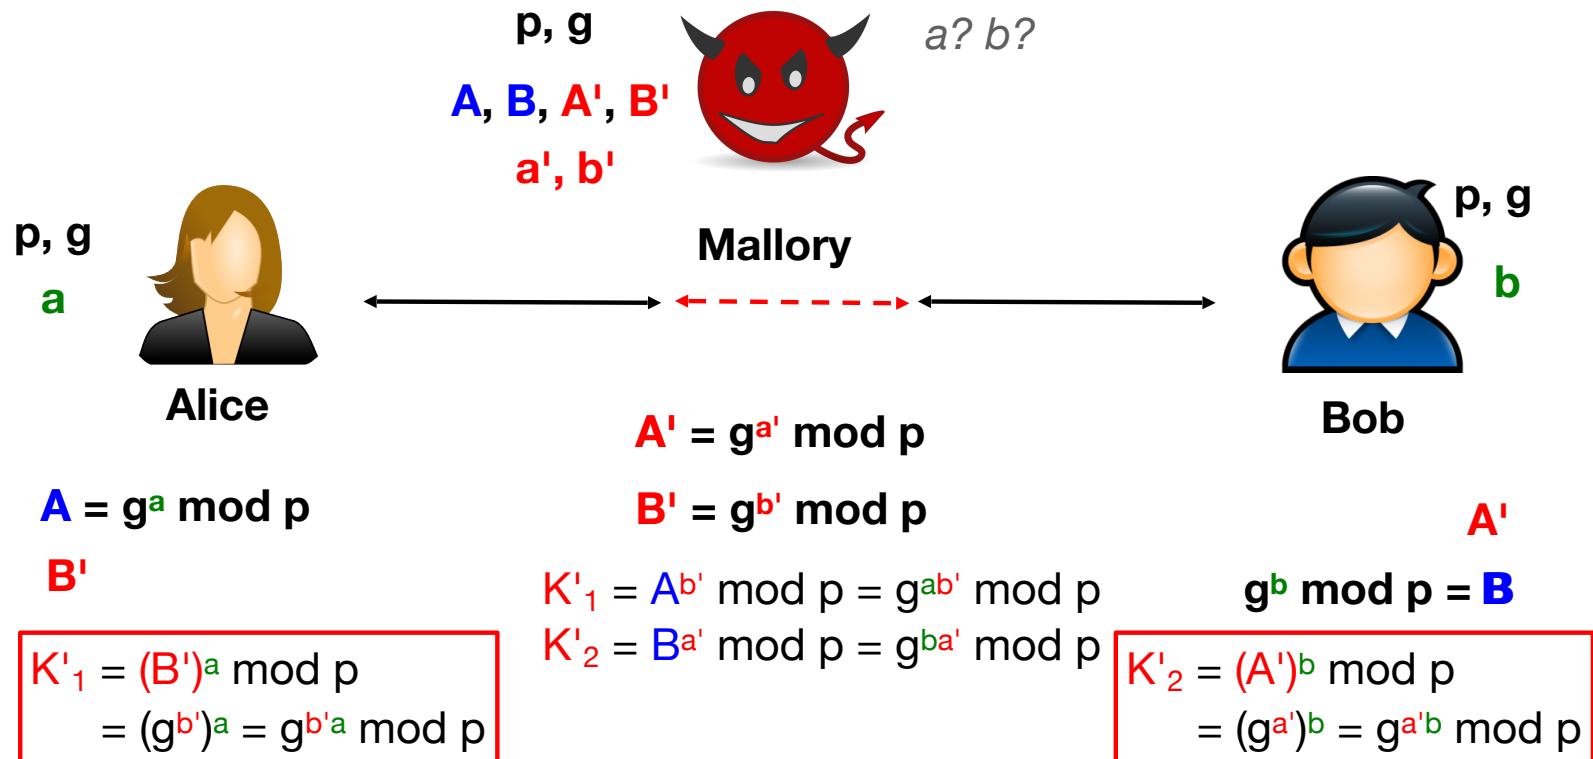 p, g
a? b?
A, B, A', B'
a', b'
p, g
p, g
Mallory
a
b
Alice
Bob
A' = g^a' mod p
A = g^a mod p
B' = g^b' mod p
A'
B'
K'₁ = A^b' mod p = g^ab' mod p
g^b mod p = B
K'₂ = B^a' mod p = g^ba' mod p
K'₁ = (B')^a mod p
= (g^b')^a = g^b'a mod p
K'₂ = (A')^b mod p
= (g^a')^b = g^a'b mod p